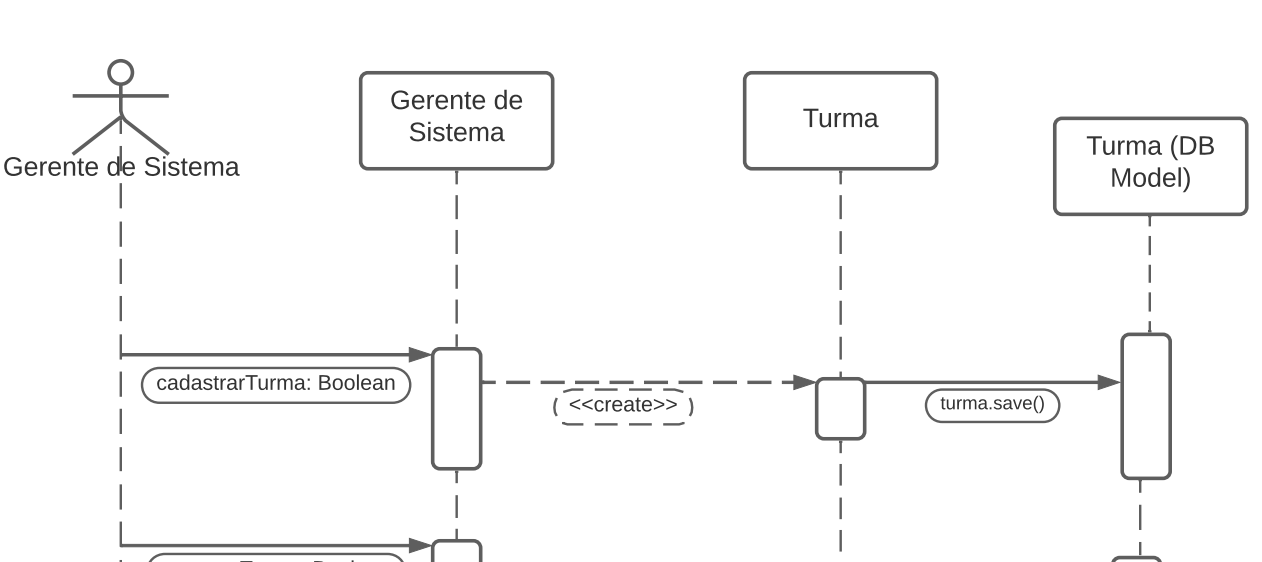 Gerente de Sistema
Gerente de
Sistema
Turma
Turma (DB
Model)
cadastrarTurma: Boolean
<<create>>
turma.save()